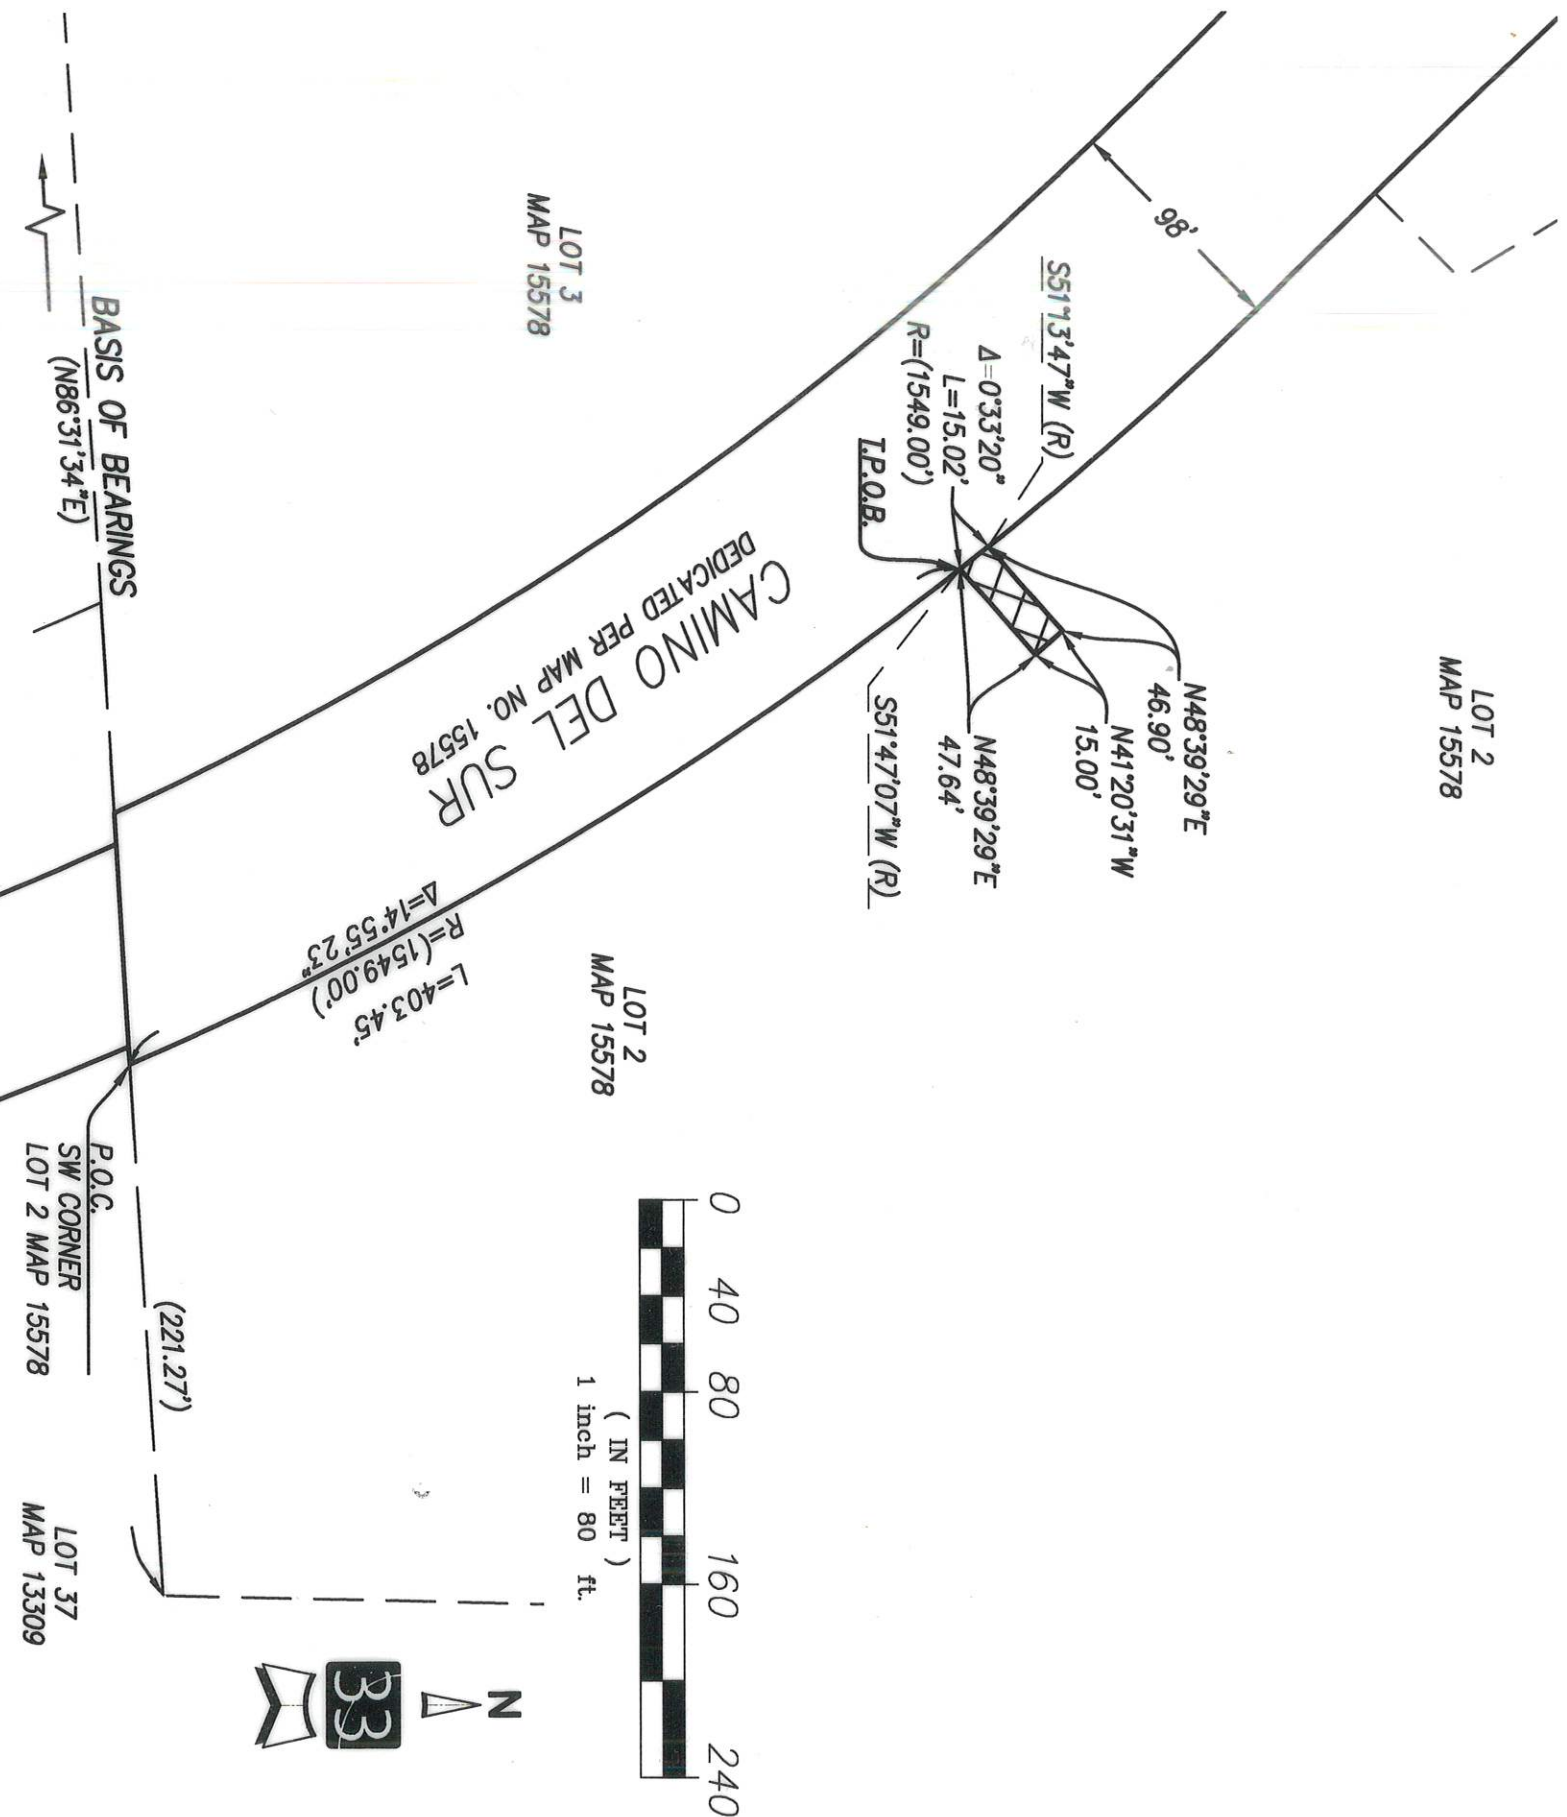 LOT 2
MAP 15578
N48°39'29"E
46.90'
N41°20'31"W
15.00'
N48°39'29"E
47.64'
S51°47'07"W (R)
98'
S51°13'47"W (R)
Δ=0°33'20"
L=15.02'
R=(1549.00')
T.P.O.B.
LOT 3
MAP 15578
CAMINO DEL SUR
DEDICATED PER MAP NO. 15578
LOT 2
MAP 15578
L=403.45'
R=(1549.00')
Δ=14°55'23"
BASIS OF BEARINGS
(N86°31'34"E)
P.O.C.
SW CORNER
LOT 2 MAP 15578
(221.27')
LOT 37
MAP 13309
0 40 80 160 240
( IN FEET )
1 inch = 80 ft.
N
33